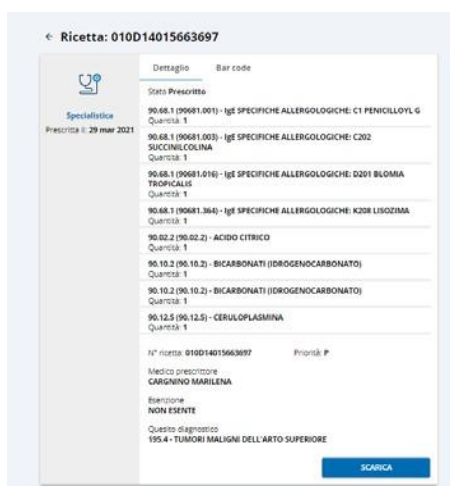 ← Ricetta: 010D14015663697
Specialistica
Prescritta il: 29 mar 2021
Dettaglio Bar code
Stato Prescritto
90.68.1 (90681.001) - IgE SPECIFICHE ALLERGOLOGICHE: C1 PENICILLOYL G
Quantità: 1
90.68.1 (90681.003) - IgE SPECIFICHE ALLERGOLOGICHE: C202
SUCCINILCOLINA
Quantità: 1
90.68.1 (90681.016) - IgE SPECIFICHE ALLERGOLOGICHE: D201 BLOMIA
TROPICALIS
Quantità: 1
90.68.1 (90681.364) - IgE SPECIFICHE ALLERGOLOGICHE: K208 LISOZIMA
Quantità: 1
90.02.2 (90.02.2) - ACIDO CITRICO
Quantità: 1
90.10.2 (90.10.2) - BICARBONATI (IDROGENOCARBONATO)
Quantità: 1
90.10.2 (90.10.2) - BICARBONATI (IDROGENOCARBONATO)
Quantità: 1
90.12.5 (90.12.5) - CERULOPLASMINA
Quantità: 1
N° ricetta: 010D14015663697 Priorità: P
Medico prescrittore
CARGNINO MARILENA
Esenzione
NON ESENTE
Quesito diagnostico
195.4 - TUMORI MALIGNI DELL'ARTO SUPERIORE
SCARICA